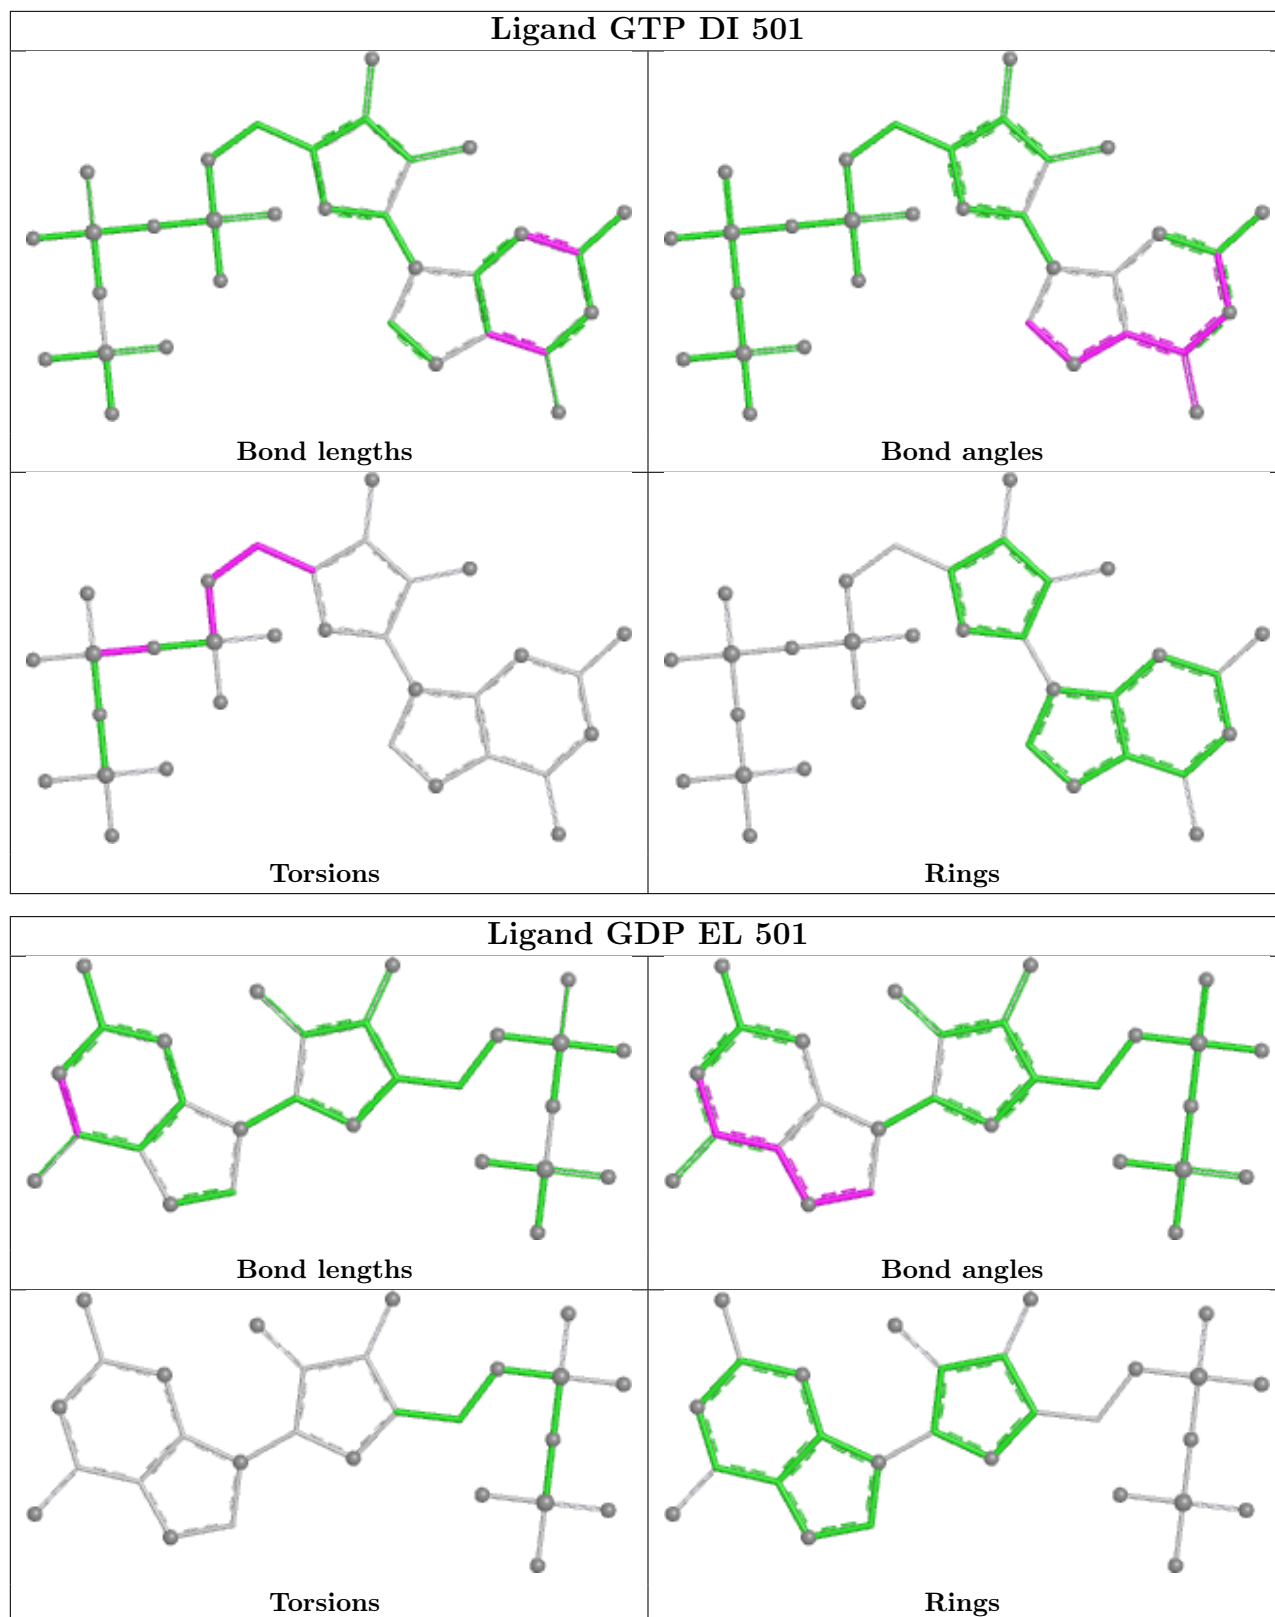 Ligand GTP DI 501
Bond lengths
Bond angles
Torsions
Rings
Ligand GDP EL 501
Bond lengths
Bond angles
Torsions
Rings